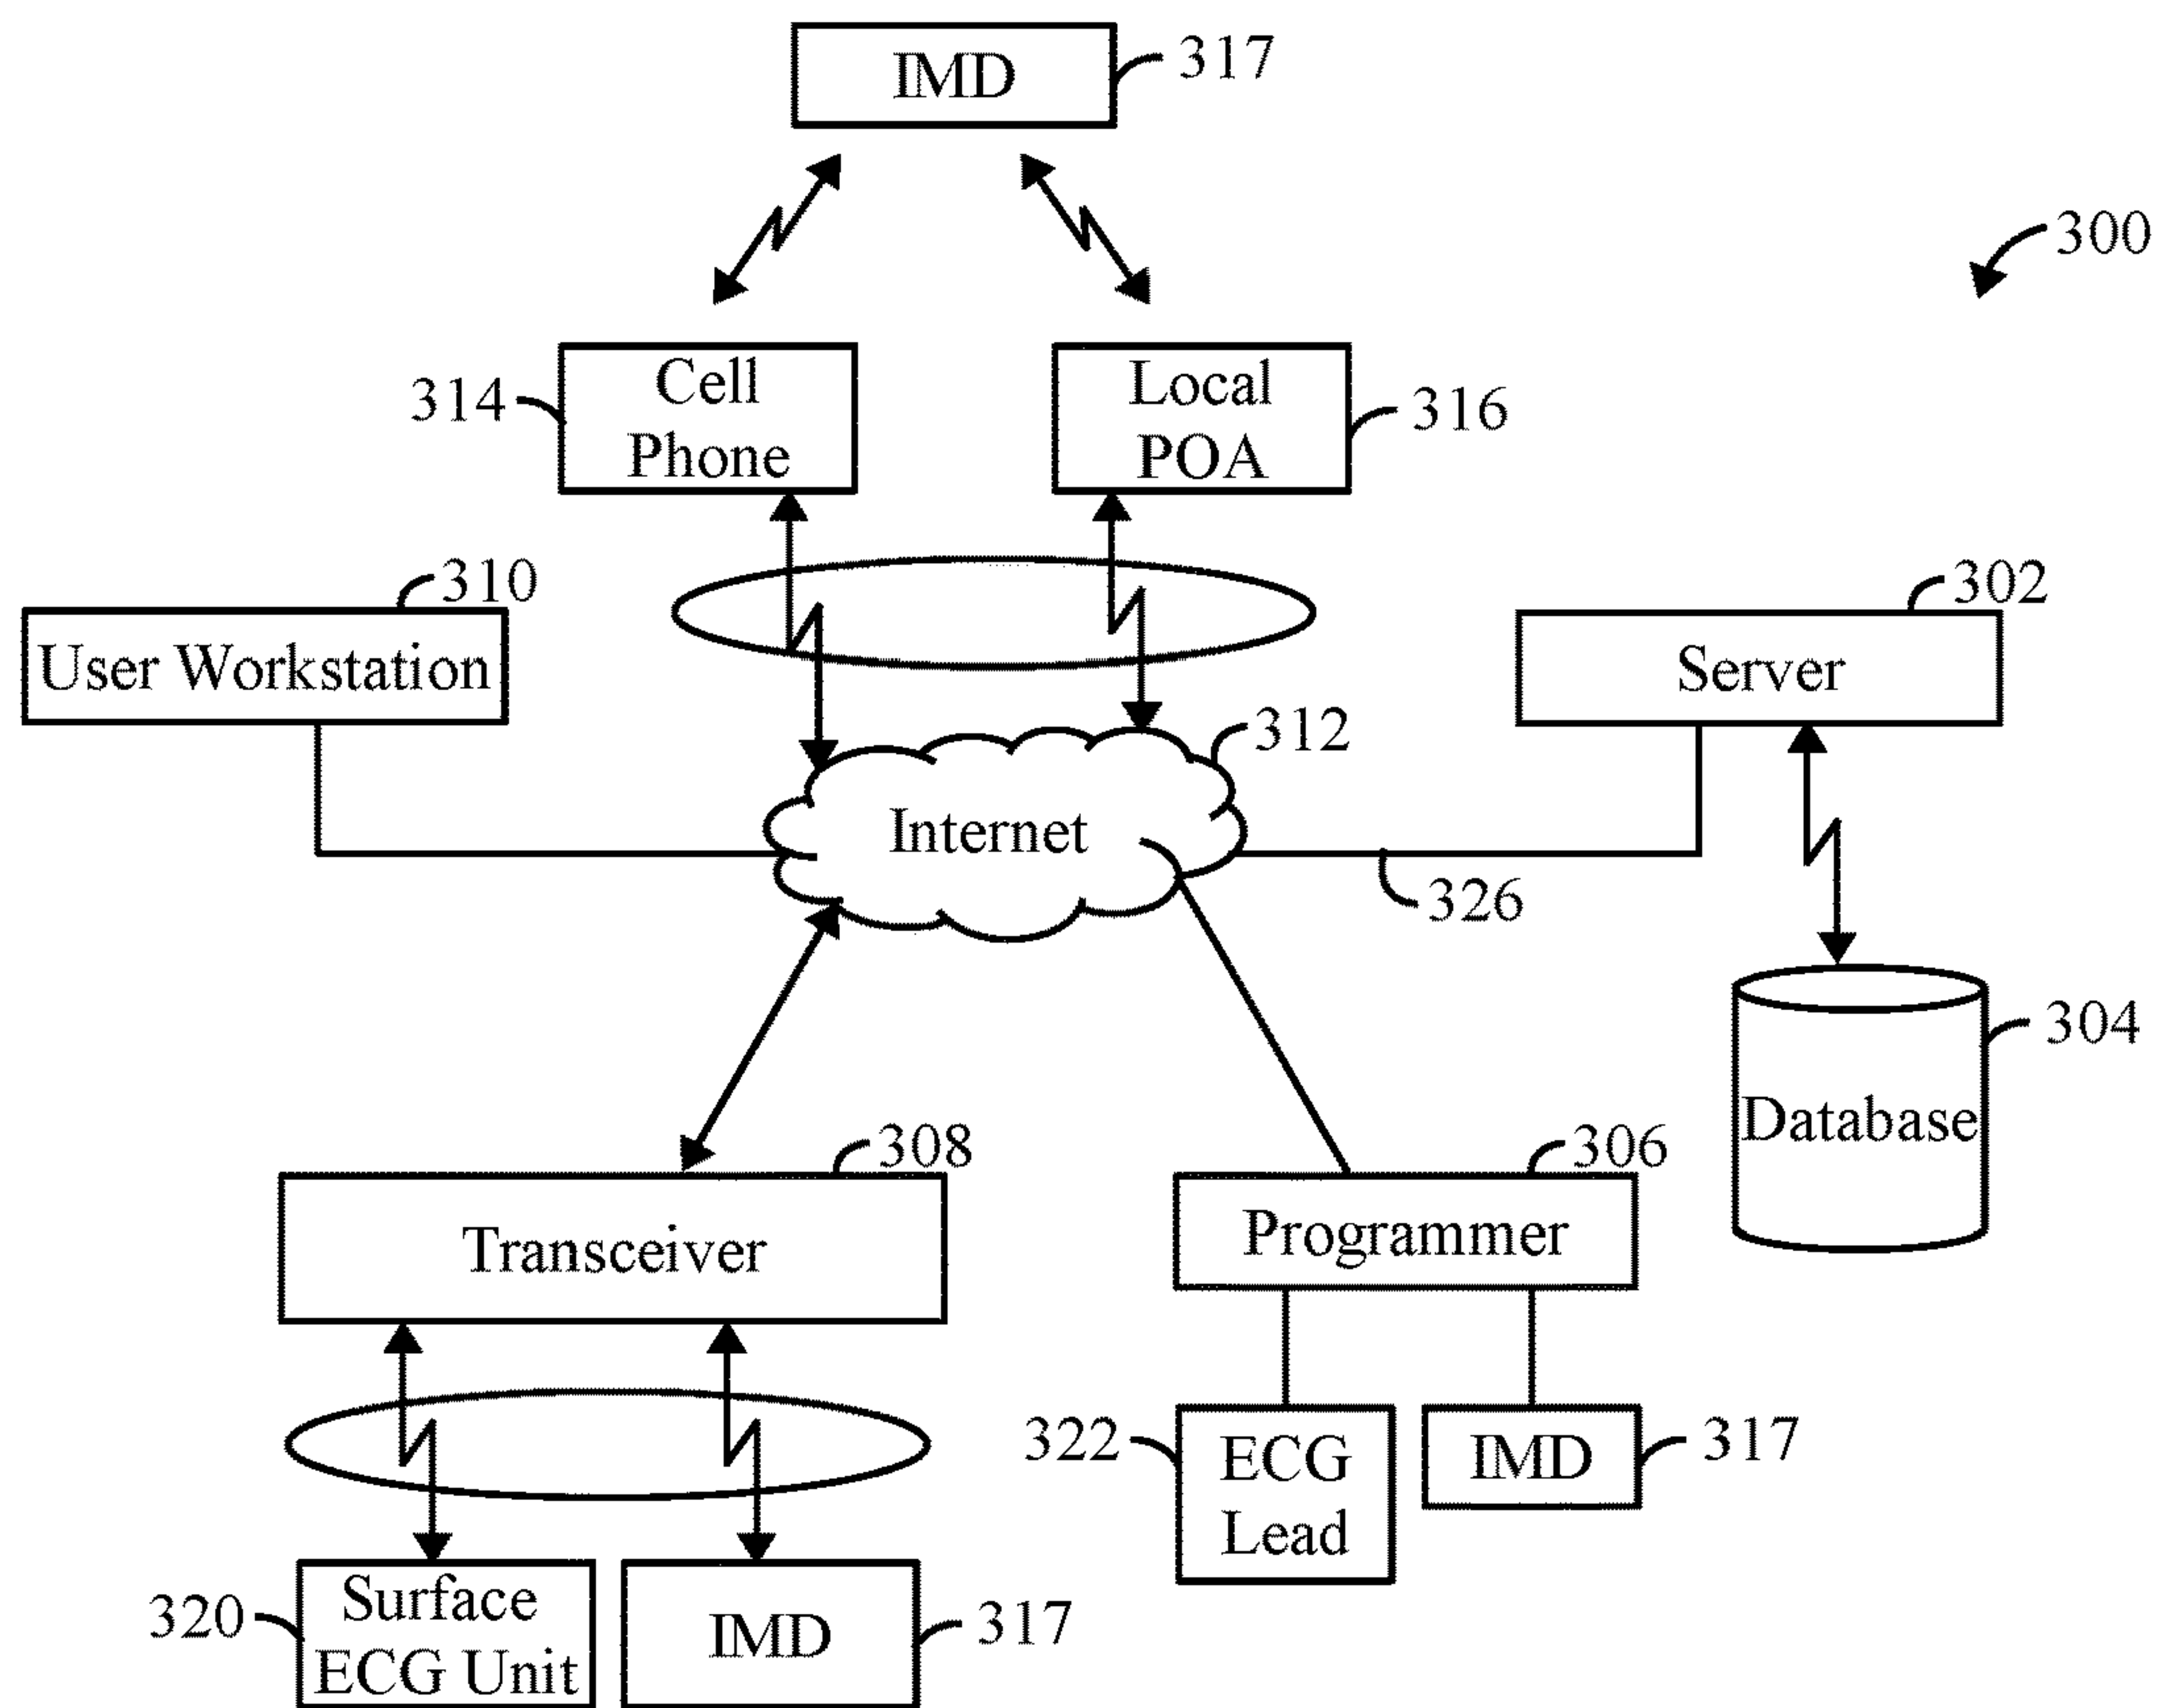 IMD
317
300
Cell
Phone
314
Local
POA
316
310
User Workstation
302
Server
312
Internet
326
304
Database
308
Transceiver
306
Programmer
322
ECG
Lead
IMD
317
320
Surface
ECG Unit
IMD
317